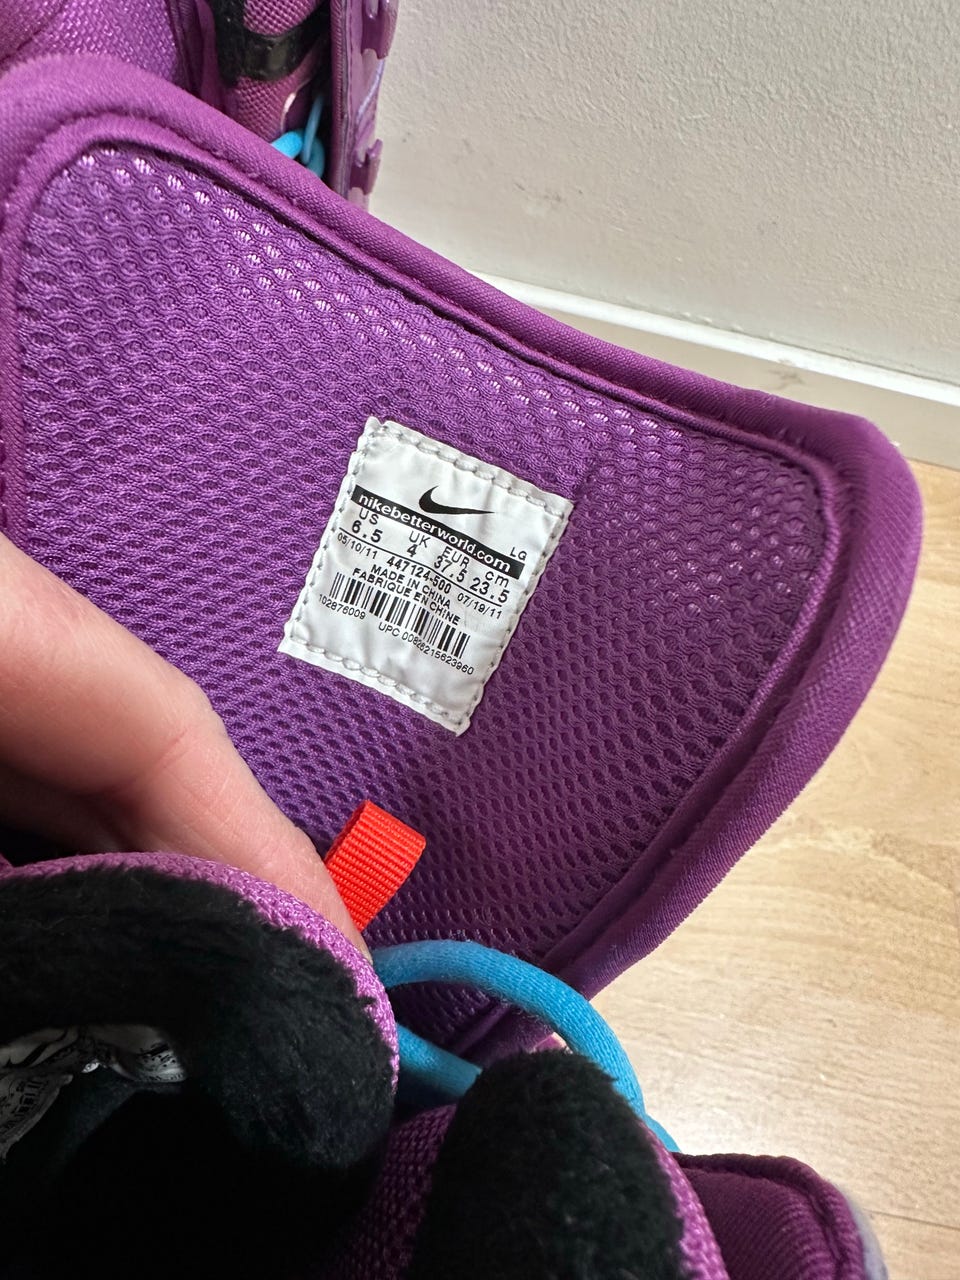 nikebetterworld.com LG
US UK EUR cm
6.5 4 37.5 23.5
05/10/11 447124-500 07/19/11
MADE IN CHINA
FABRIQUE EN CHINE
102876009 UPC 00826215623960